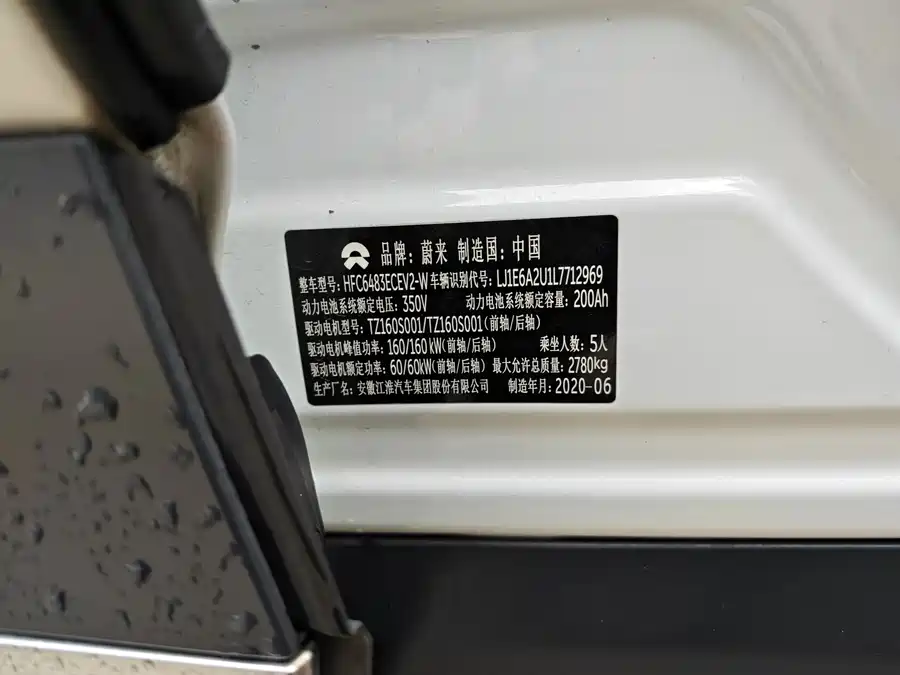 品牌：蔚来 制造国：中国
整车型号：HFC6483ECEV2-W 车辆识别代号：LJ1E6A2U1L7712969
动力电池系统额定电压：350V 动力电池系统额定容量：200Ah
驱动电机型号：TZ160S001/TZ160S001(前轴/后轴)
驱动电机峰值功率：160/160kW(前轴/后轴) 乘坐人数：5人
驱动电机额定功率：60/60kW(前轴/后轴) 最大允许总质量：2780kg
生产厂名：安徽江淮汽车集团股份有限公司 制造年月：2020-06